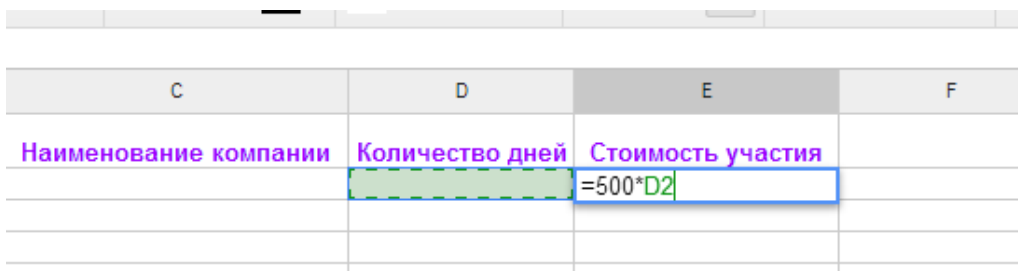 C D E F
Наименование компании Количество дней Стоимость участия
=500*D2